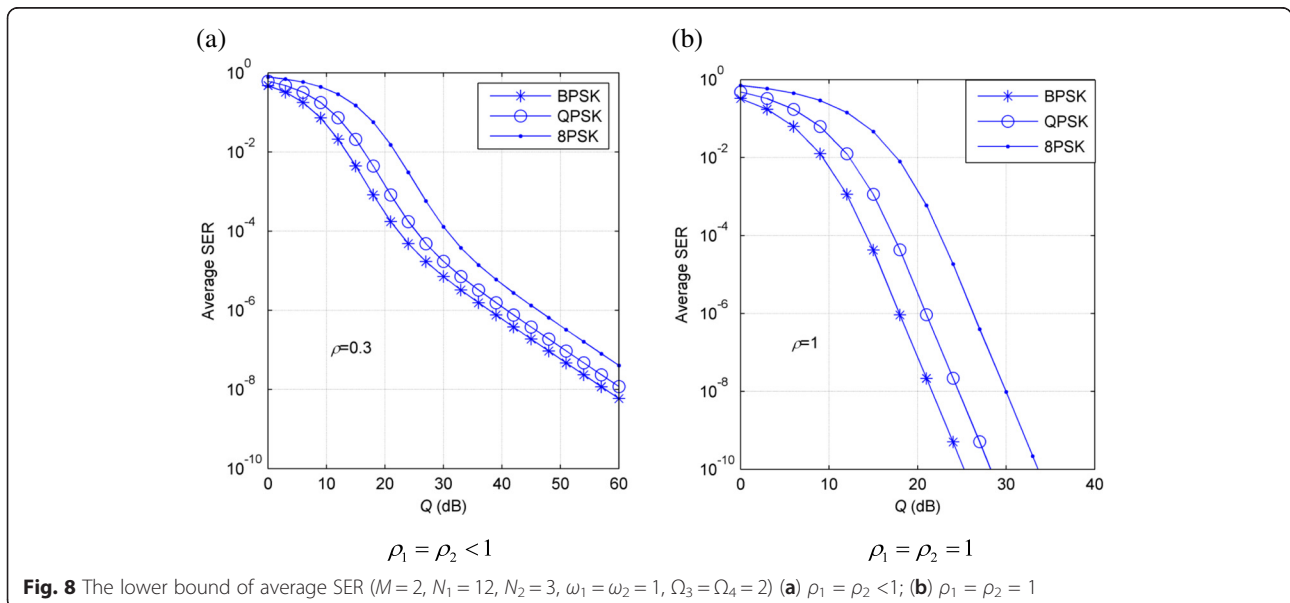 (a)
10^0
10^-2
10^-4
10^-6
10^-8
10^-10
Average SER
BPSK
QPSK
8PSK
ρ=0.3
0 10 20 30 40 50 60
Q (dB)
ρ₁ = ρ₂ < 1
(b)
10^0
10^-2
10^-4
10^-6
10^-8
10^-10
Average SER
BPSK
QPSK
8PSK
ρ=1
0 10 20 30 40
Q (dB)
ρ₁ = ρ₂ = 1
Fig. 8 The lower bound of average SER (M = 2, N₁ = 12, N₂ = 3, ω₁ = ω₂ = 1, Ω₃ = Ω₄ = 2) (a) ρ₁ = ρ₂ <1; (b) ρ₁ = ρ₂ = 1